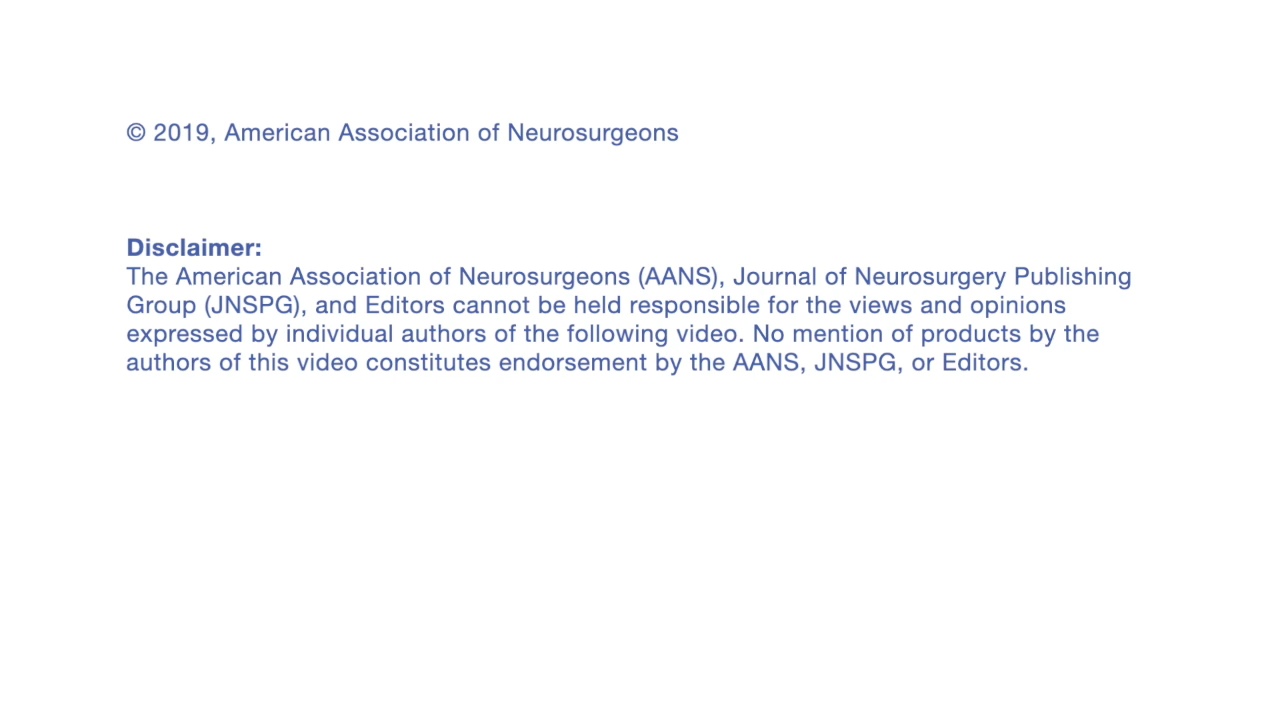 © 2019, American Association of Neurosurgeons
Disclaimer:
The American Association of Neurosurgeons (AANS), Journal of Neurosurgery Publishing
Group (JNSPG), and Editors cannot be held responsible for the views and opinions
expressed by individual authors of the following video. No mention of products by the
authors of this video constitutes endorsement by the AANS, JNSPG, or Editors.